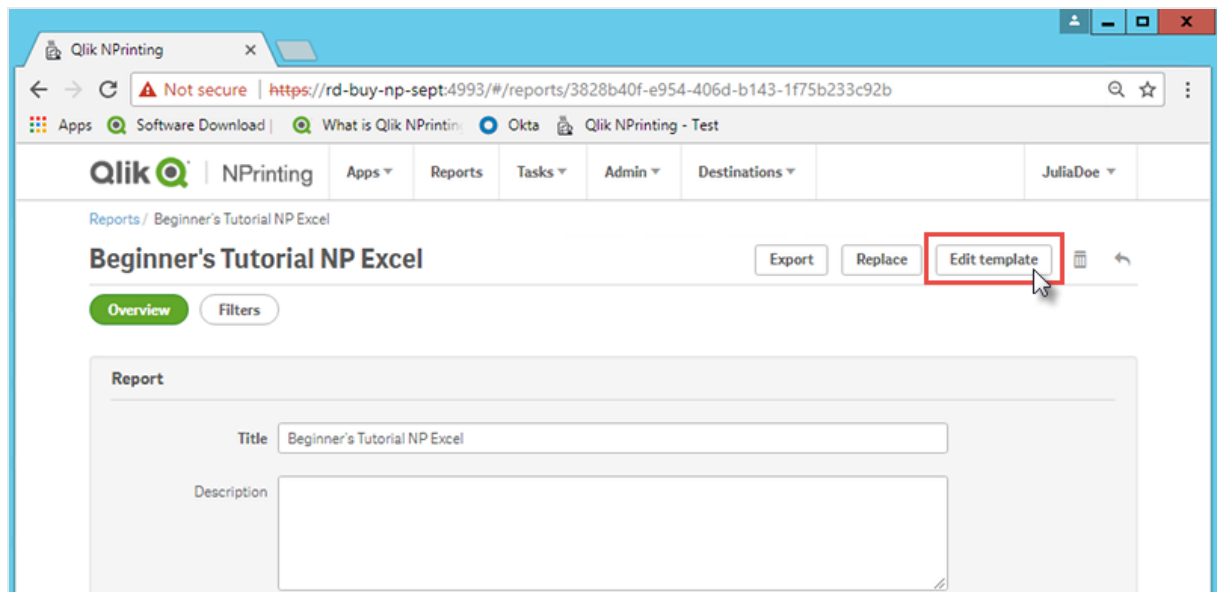 Qlik NPrinting
Not secure | https://rd-buy-np-sept:4993/#/reports/3828b40f-e954-406d-b143-1f75b233c92b
Apps Software Download | What is Qlik NPrintin Okta Qlik NPrinting - Test
Qlik NPrinting Apps Reports Tasks Admin Destinations JuliaDoe
Reports / Beginner's Tutorial NP Excel
Beginner's Tutorial NP Excel Export Replace Edit template
Overview Filters
Report
Title Beginner's Tutorial NP Excel
Description